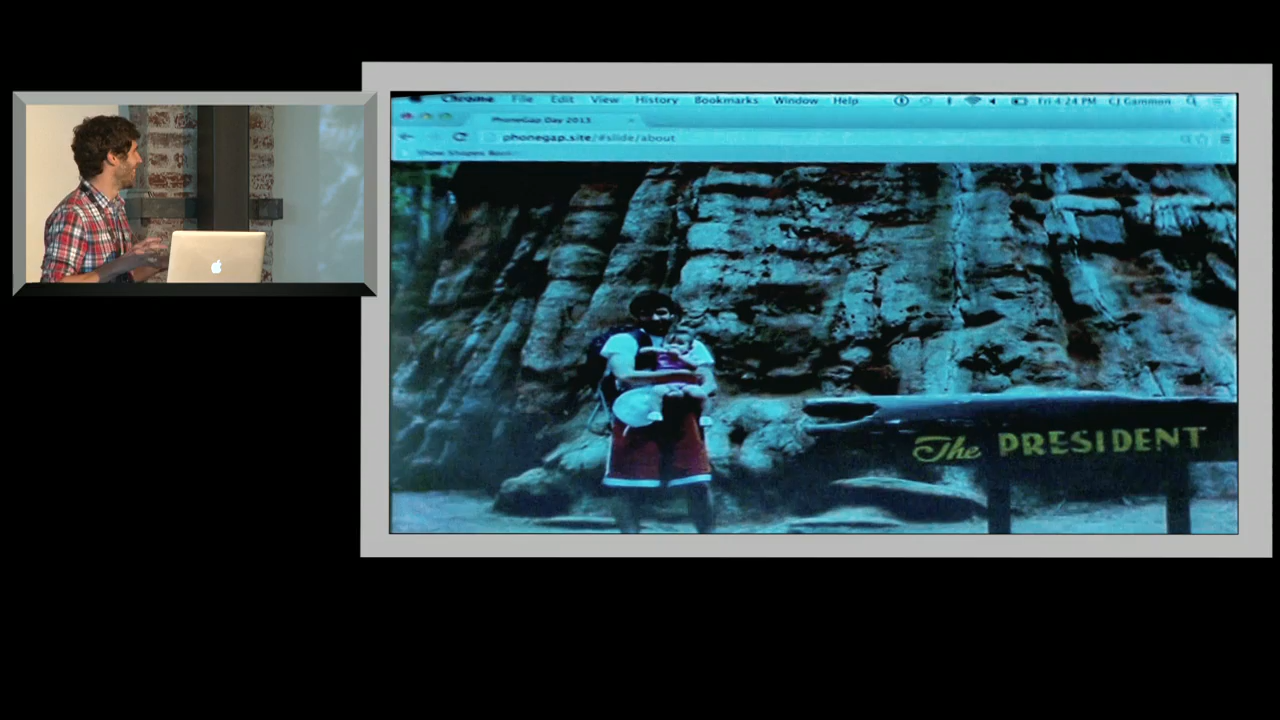 Chrome File Edit View History Bookmarks Window Help Fri 4:24 PM CJ Gammon
PhoneGap Day 2013
phonegap.site/#slide/about
The PRESIDENT